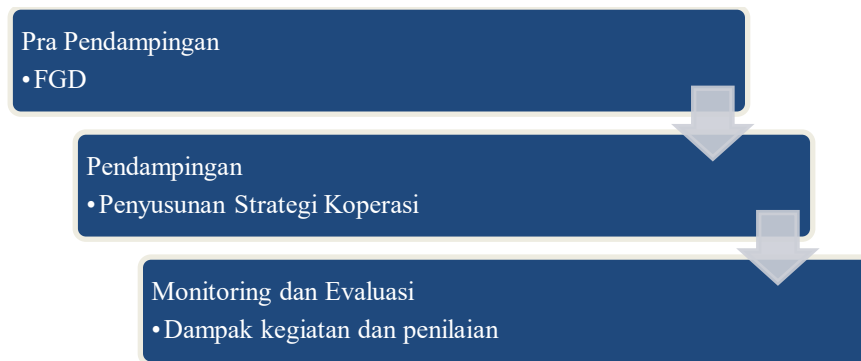 Pra Pendampingan
•FGD
Pendampingan
•Penyusunan Strategi Koperasi
Monitoring dan Evaluasi
•Dampak kegiatan dan penilaian